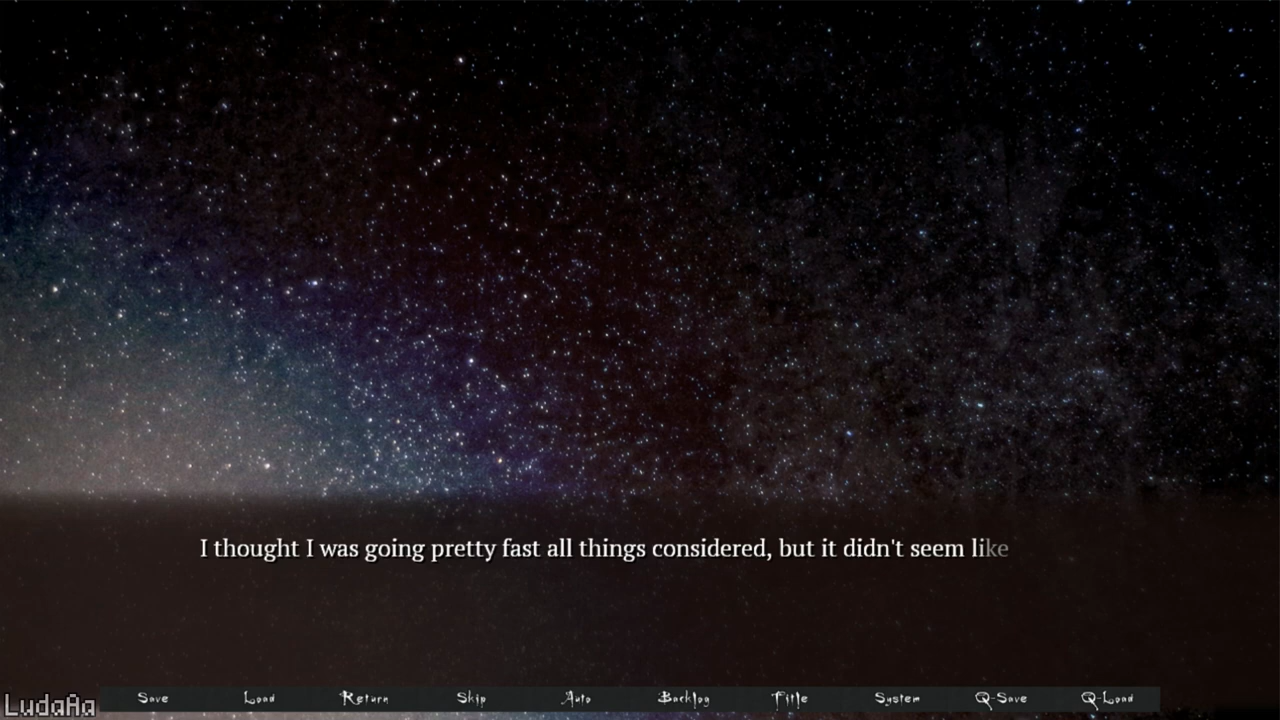 I thought I was going pretty fast all things considered, but it didn't seem like
Save Load Return Skip Auto Backlog Title System Q-Save Q-Load
LudaAa